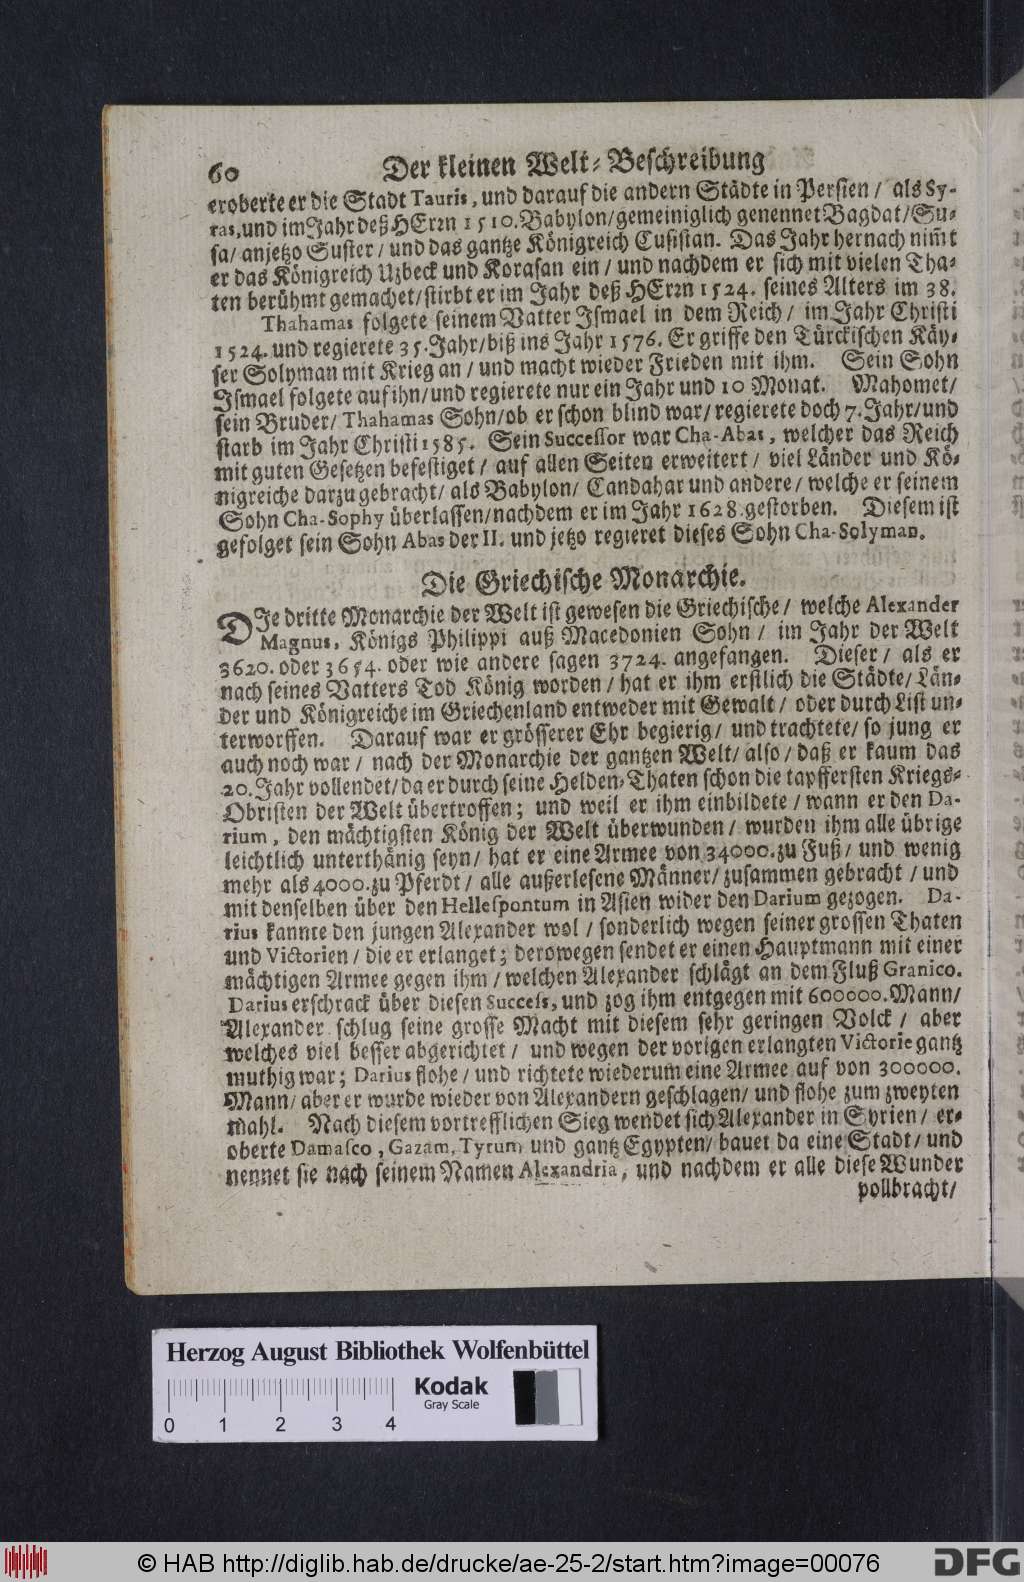 60 Der kleinen Welt-Beschreibung
eroberte er die Stadt Tauris, und darauf die andern Städte in Persien / als Sy-
ras, und im Jahr deß HErrn 1510. Babylon / gemeiniglich genennet Bagdat / Su-
sa / anjetzo Suster / und das gantze Königreich Cusistan. Das Jahr hernach nim̃t
er das Königreich Uzbeck und Korasan ein / und nachdem er sich mit vielen Tha-
ten berühmt gemachet / stirbt er im Jahr deß HErrn 1524. seines Alters im 38.
Thahamas folgete seinem Vatter Ismael in dem Reich / im Jahr Christi
1524. und regierete 35. Jahr / biß ins Jahr 1576. Er griffe den Türckischen Käy-
ser Solyman mit Krieg an / und macht wieder Frieden mit ihm. Sein Sohn
Ismael folgete auf ihn / und regierete nur ein Jahr und 10 Monat. Mahomet /
sein Bruder / Thahamas Sohn / ob er schon blind war / regierete doch 7. Jahr / und
starb im Jahr Christi 1585. Sein Successor war Cha-Abas, welcher das Reich
mit guten Gesetzen befestiget / auf allen Seiten erweitert / viel Länder und Kö-
nigreiche darzu gebracht / als Babylon / Candahar und andere / welche er seinem
Sohn Cha-Sophy überlassen / nachdem er im Jahr 1628. gestorben. Diesem ist
gefolget sein Sohn Abas der II. und jetzo regieret dieses Sohn Cha-Solyman.
Die Griechische Monarchie.
DIe dritte Monarchie der Welt ist gewesen die Griechische / welche Alexander
Magnus, Königs Philippi auß Macedonien Sohn / im Jahr der Welt
3620. oder 3654. oder wie andere sagen 3724. angefangen. Dieser / als er
nach seines Vatters Tod König worden / hat er ihm erstlich die Städte / Län-
der und Königreiche im Griechenland entweder mit Gewalt / oder durch List un-
terworffen. Darauf war er grösserer Ehr begierig / und trachtete / so jung er
auch noch war / nach der Monarchie der gantzen Welt / also / daß er kaum das
20. Jahr vollendet / da er durch seine Helden-Thaten schon die tapffersten Kriegs-
Obristen der Welt übertroffen; und weil er ihm einbildete / wann er den Da-
rium, den mächtigsten König der Welt überwunden / wurden ihm alle übrige
leichtlich unterthänig seyn / hat er eine Armee von 34000. zu Fuß / und wenig
mehr als 4000. zu Pferdt / alle außerlesene Männer / zusammen gebracht / und
mit denselben über den Hellespontum in Asien wider den Darium gezogen. Da-
rius kannte den jungen Alexander wol / sonderlich wegen seiner grossen Thaten
und Victorien / die er erlanget; derowegen sendet er einen Hauptmann mit einer
mächtigen Armee gegen ihm / welchen Alexander schlägt an dem Fluß Granico.
Darius erschrack über diesen Success, und zog ihm entgegen mit 600000. Mann /
Alexander schlug seine grosse Macht mit diesem sehr geringen Volck / aber
welches viel besser abgerichtet / und wegen der vorigen erlangten Victorie gantz
muthig war; Darius flohe / und richtete wiederum eine Armee auf von 300000.
Mann / aber er wurde wieder von Alexandern geschlagen / und flohe zum zweyten
mahl. Nach diesem vortrefflichen Sieg wendet sich Alexander in Syrien / er-
oberte Damasco, Gazam, Tyrum und gantz Egypten / bauet da eine Stadt / und
nennet sie nach seinem Namen Alexandria, und nachdem er alle diese Wunder
vollbracht /
Herzog August Bibliothek Wolfenbüttel
Kodak
Gray Scale
0 1 2 3 4
© HAB http://diglib.hab.de/drucke/ae-25-2/start.htm?image=00076
DFG